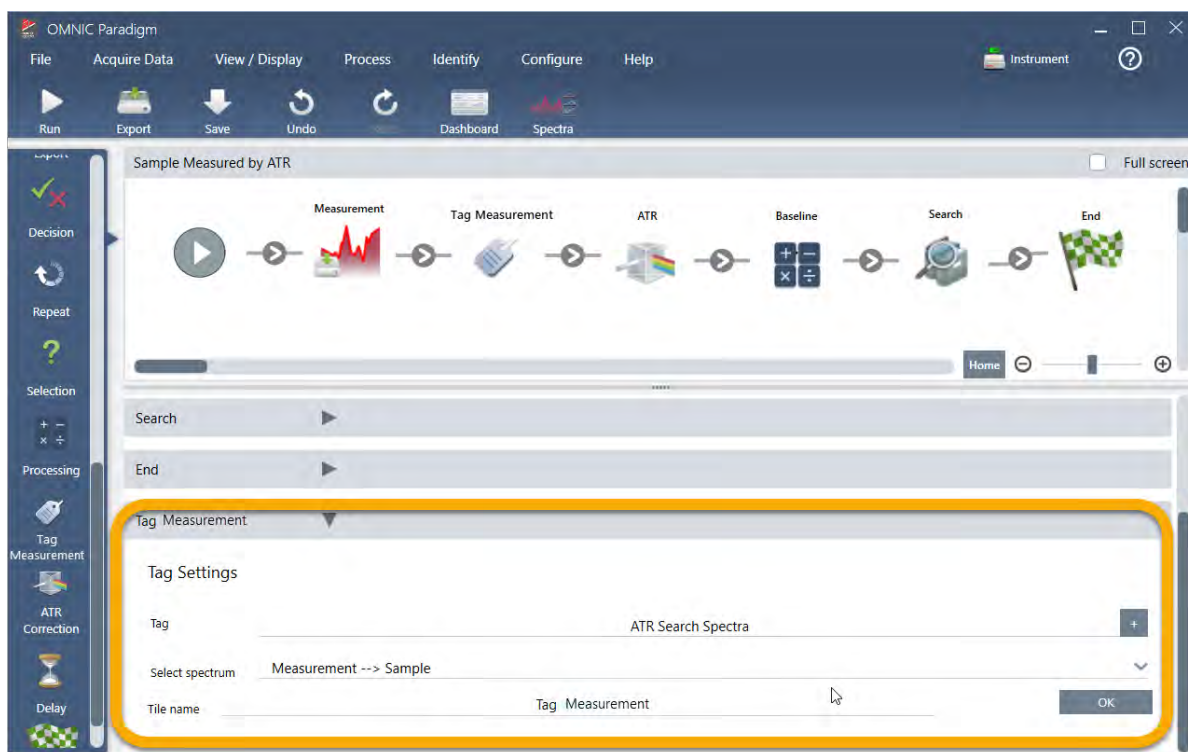 OMNIC Paradigm
File Acquire Data View / Display Process Identify Configure Help Instrument ?
Run Export Save Undo Dashboard Spectra
Export
Decision
Repeat
?
Selection
Processing
Tag
Measurement
ATR
Correction
Delay
Sample Measured by ATR Full screen
Measurement Tag Measurement ATR Baseline Search End
Home
Search
End
Tag Measurement
Tag Settings
Tag ATR Search Spectra +
Select spectrum Measurement --> Sample
Tile name Tag Measurement OK